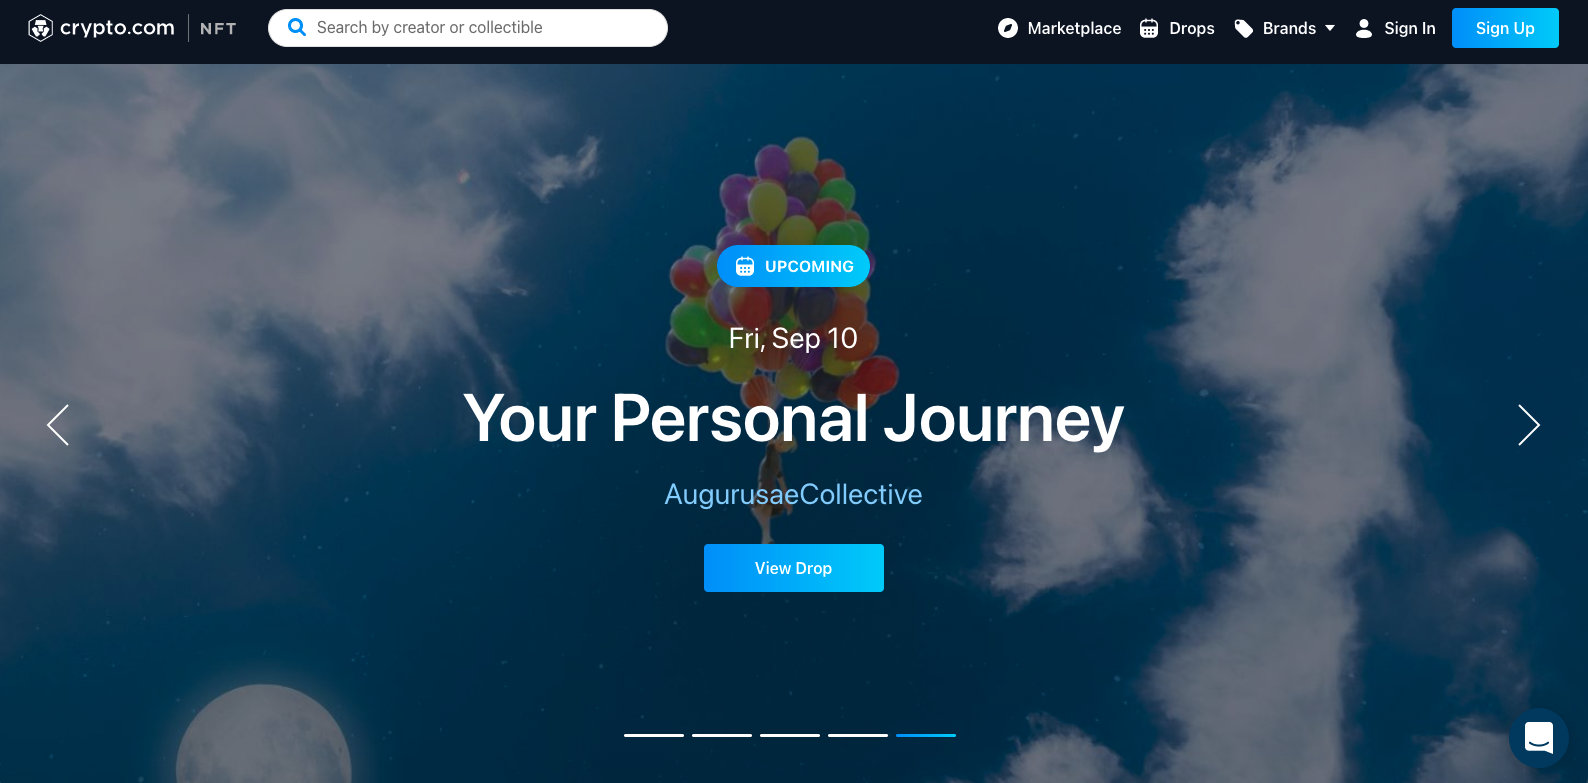 crypto.com | NFT
Search by creator or collectible
Marketplace
Drops
Brands
Sign In
Sign Up
UPCOMING
Fri, Sep 10
Your Personal Journey
AugurusaeCollective
View Drop